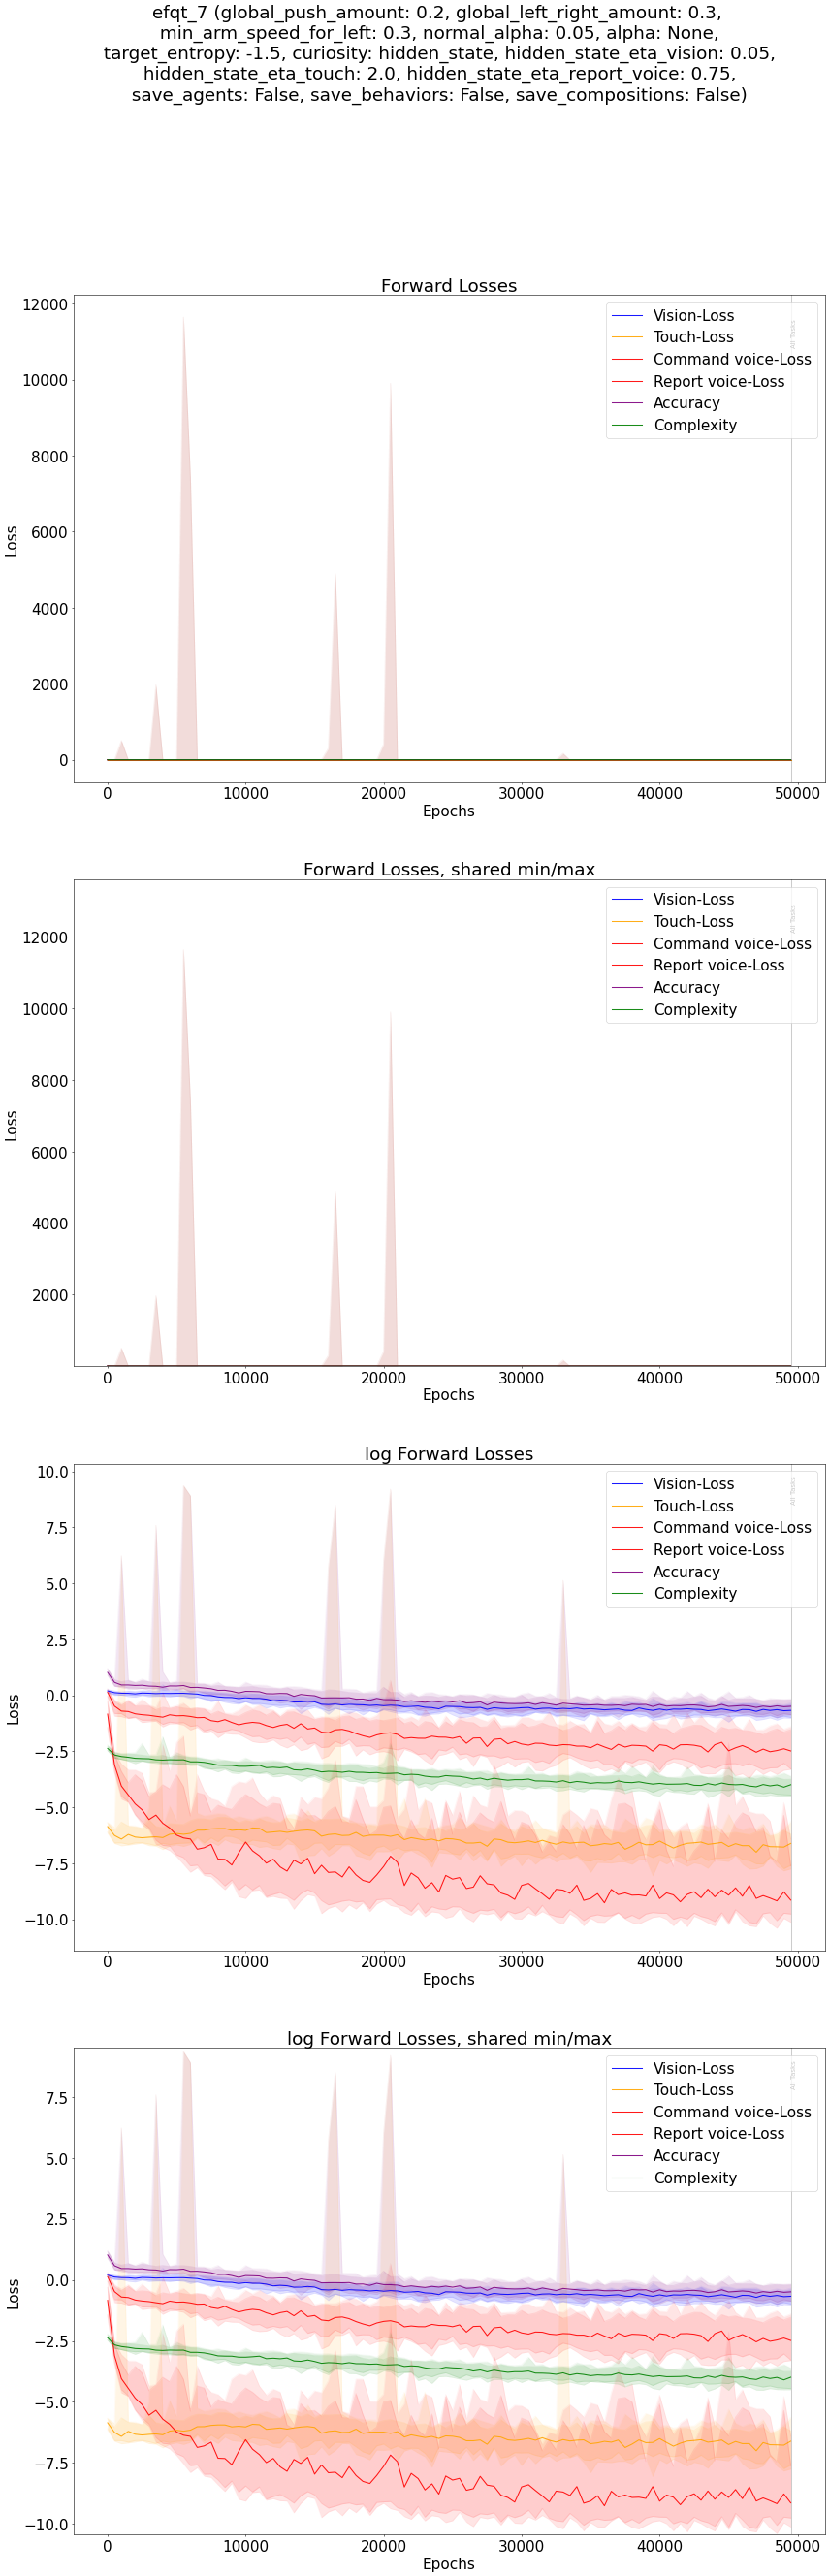 efqt_7 (global_push_amount: 0.2, global_left_right_amount: 0.3,
min_arm_speed_for_left: 0.3, normal_alpha: 0.05, alpha: None,
target_entropy: -1.5, curiosity: hidden_state, hidden_state_eta_vision: 0.05,
hidden_state_eta_touch: 2.0, hidden_state_eta_report_voice: 0.75,
save_agents: False, save_behaviors: False, save_compositions: False)
Forward Losses
12000
10000
8000
6000
4000
2000
0
Loss
Vision-Loss
Touch-Loss
Command voice-Loss
Report voice-Loss
Accuracy
Complexity
All Tasks
0 10000 20000 30000 40000 50000
Epochs
Forward Losses, shared min/max
12000
10000
8000
6000
4000
2000
Loss
Vision-Loss
Touch-Loss
Command voice-Loss
Report voice-Loss
Accuracy
Complexity
All Tasks
0 10000 20000 30000 40000 50000
Epochs
log Forward Losses
10.0
7.5
5.0
2.5
0.0
−2.5
−5.0
−7.5
−10.0
Loss
Vision-Loss
Touch-Loss
Command voice-Loss
Report voice-Loss
Accuracy
Complexity
All Tasks
0 10000 20000 30000 40000 50000
Epochs
log Forward Losses, shared min/max
7.5
5.0
2.5
0.0
−2.5
−5.0
−7.5
−10.0
Loss
Vision-Loss
Touch-Loss
Command voice-Loss
Report voice-Loss
Accuracy
Complexity
All Tasks
0 10000 20000 30000 40000 50000
Epochs